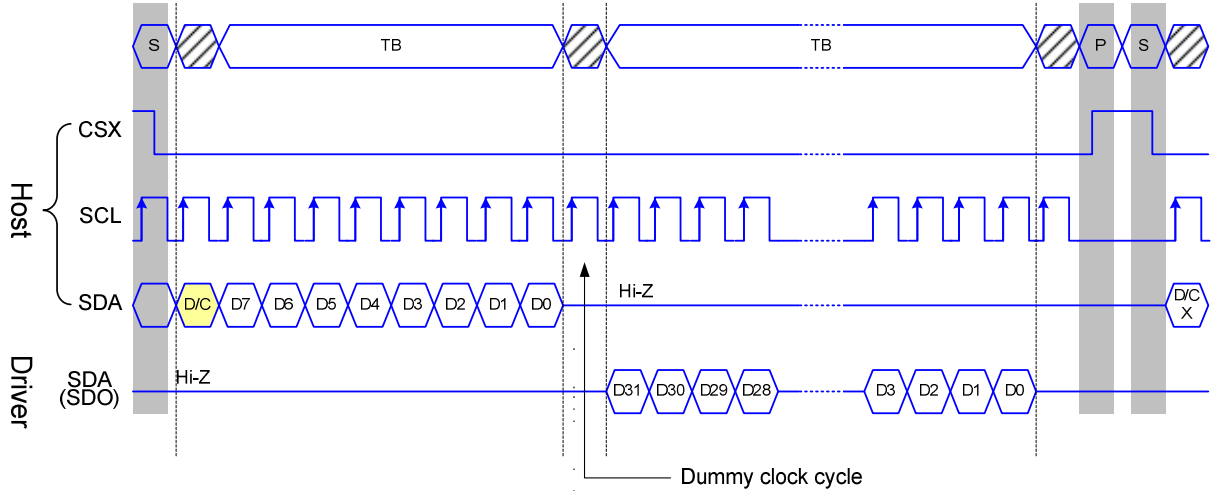 S TB TB P S
CSX
SCL
Host
SDA D/C D7 D6 D5 D4 D3 D2 D1 D0 Hi-Z D/C
X
Driver
SDA
(SDO)
Hi-Z D31 D30 D29 D28 D3 D2 D1 D0
Dummy clock cycle